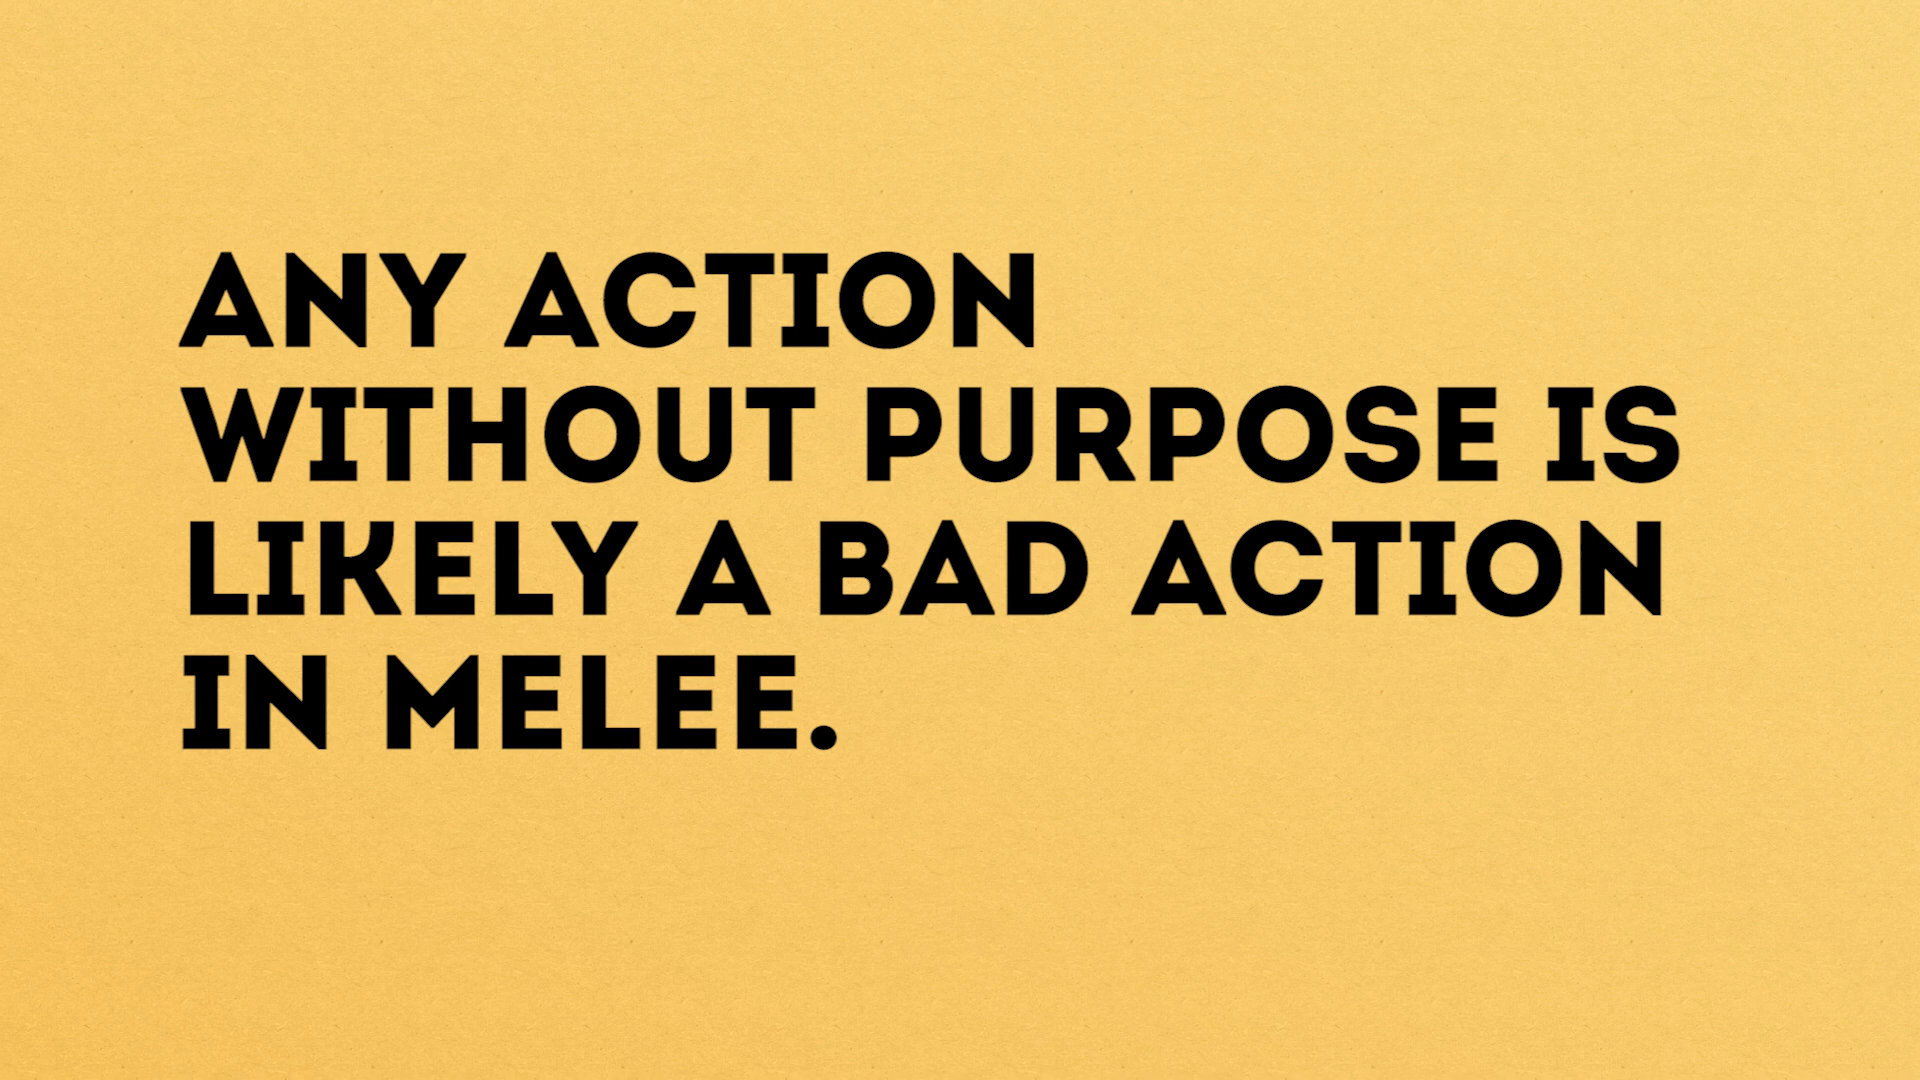 ANY ACTION
WITHOUT PURPOSE IS
LIKELY A BAD ACTION
IN MELEE.